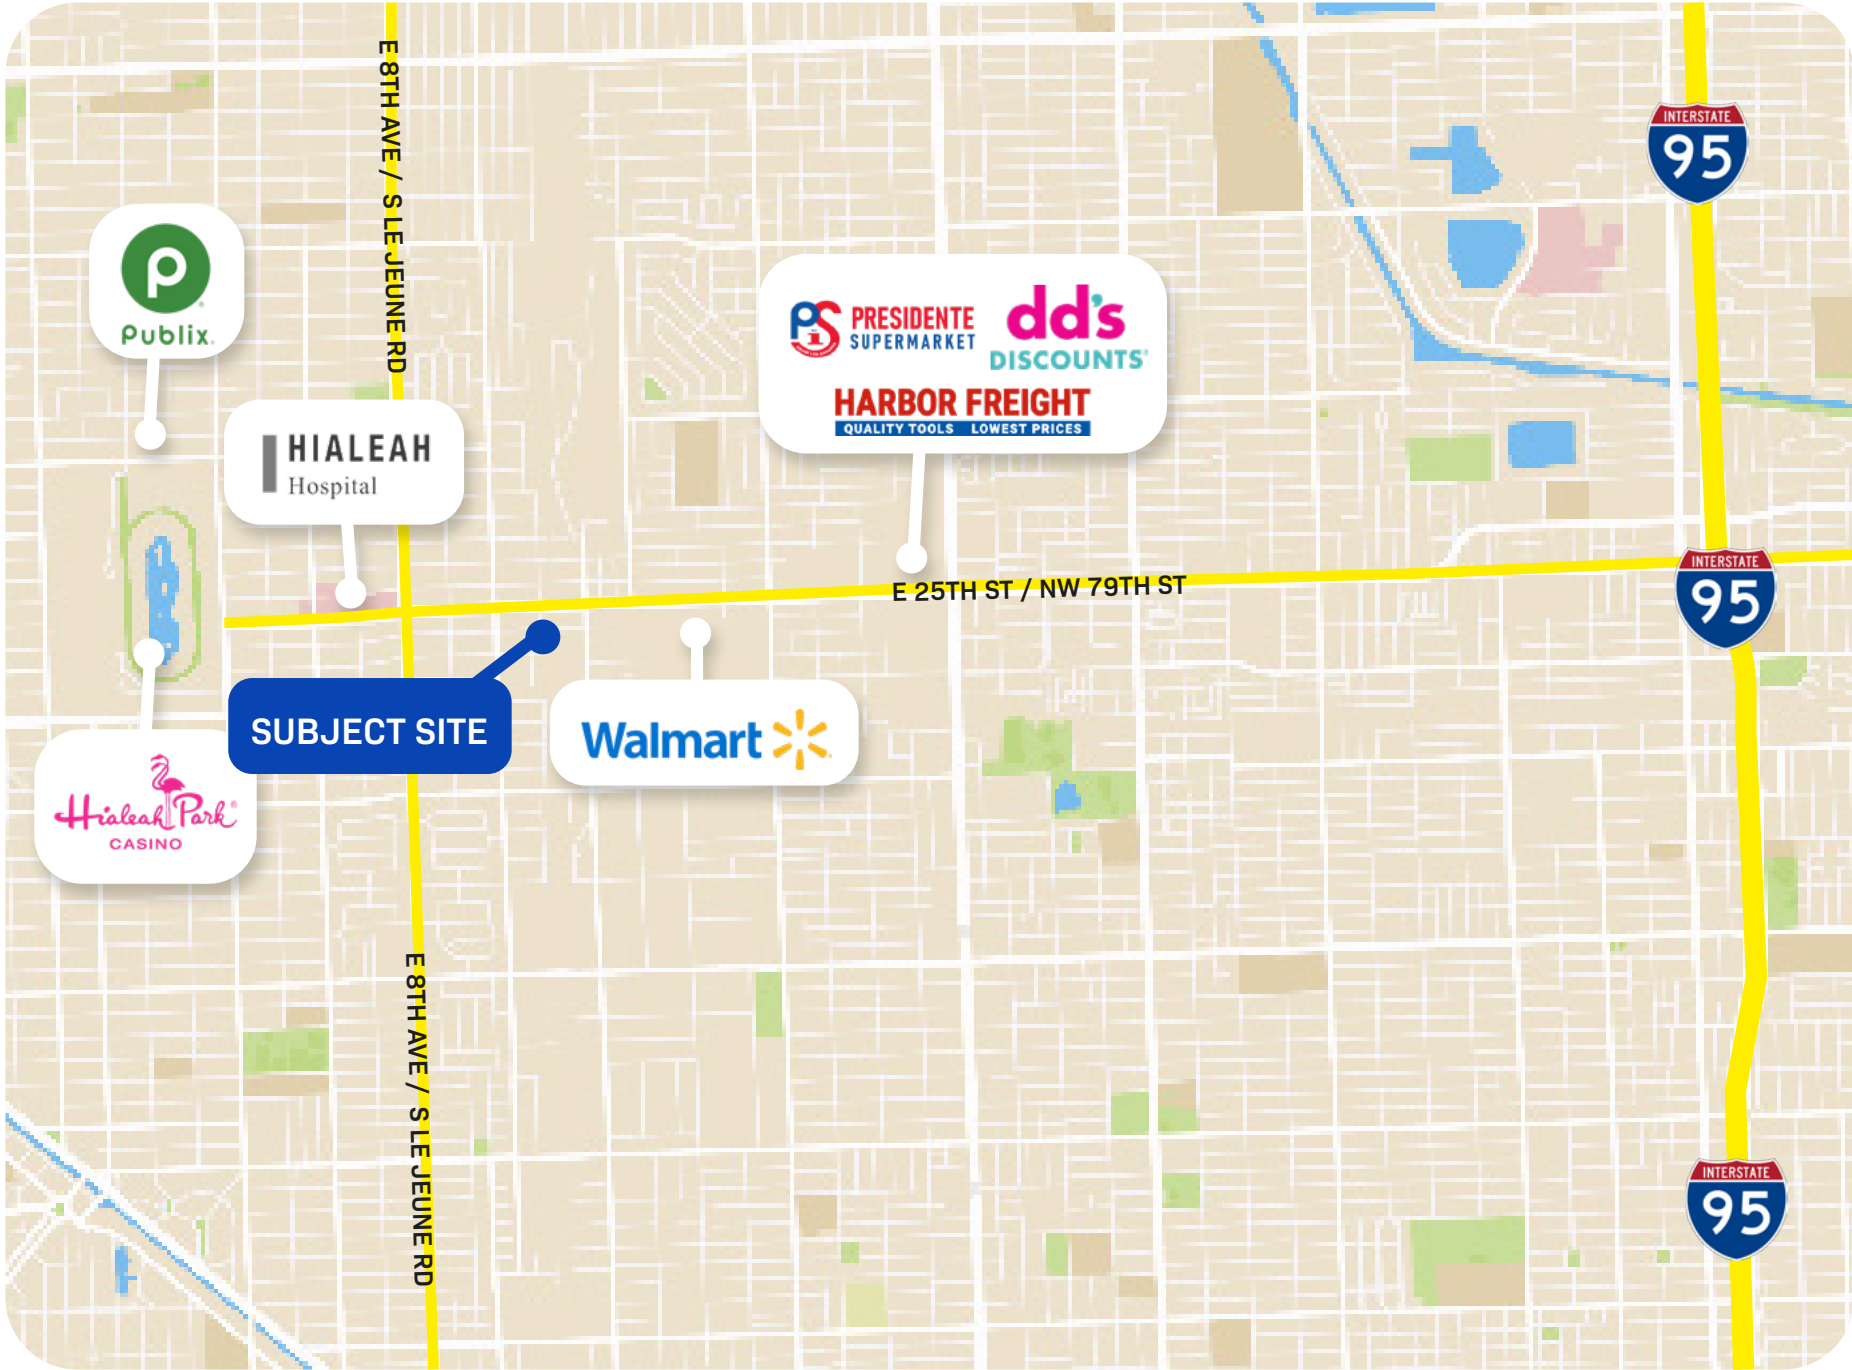 E 8TH AVE / S LE JEUNE RD
INTERSTATE
95
Publix
PRESIDENTE
SUPERMARKET
dd's
DISCOUNTS
HARBOR FREIGHT
QUALITY TOOLS LOWEST PRICES
HIALEAH
Hospital
E 25TH ST / NW 79TH ST
INTERSTATE
95
SUBJECT SITE
Walmart
Hialeah Park
CASINO
E 8TH AVE / S LE JEUNE RD
INTERSTATE
95